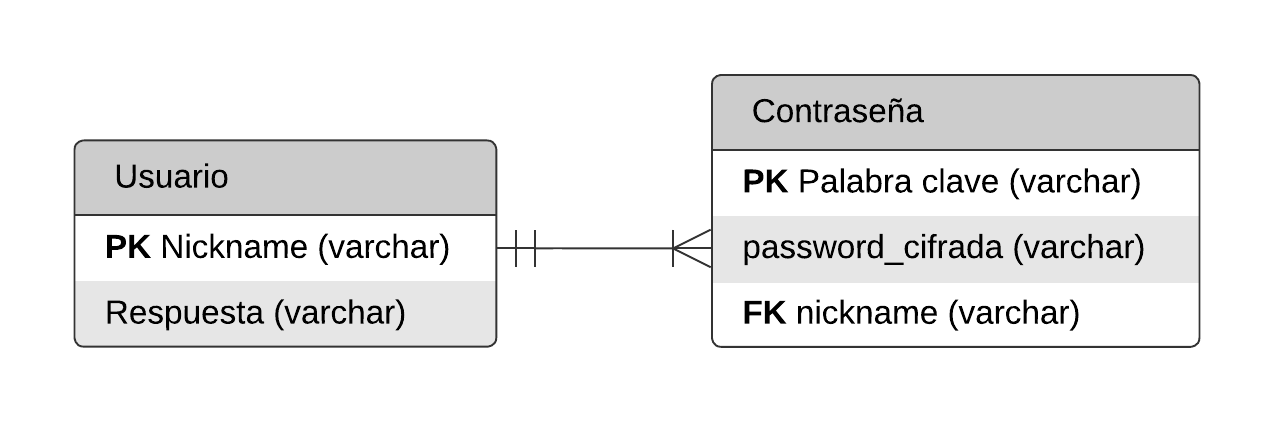 Usuario
PK Nickname (varchar)
Respuesta (varchar)
Contraseña
PK Palabra clave (varchar)
password_cifrada (varchar)
FK nickname (varchar)